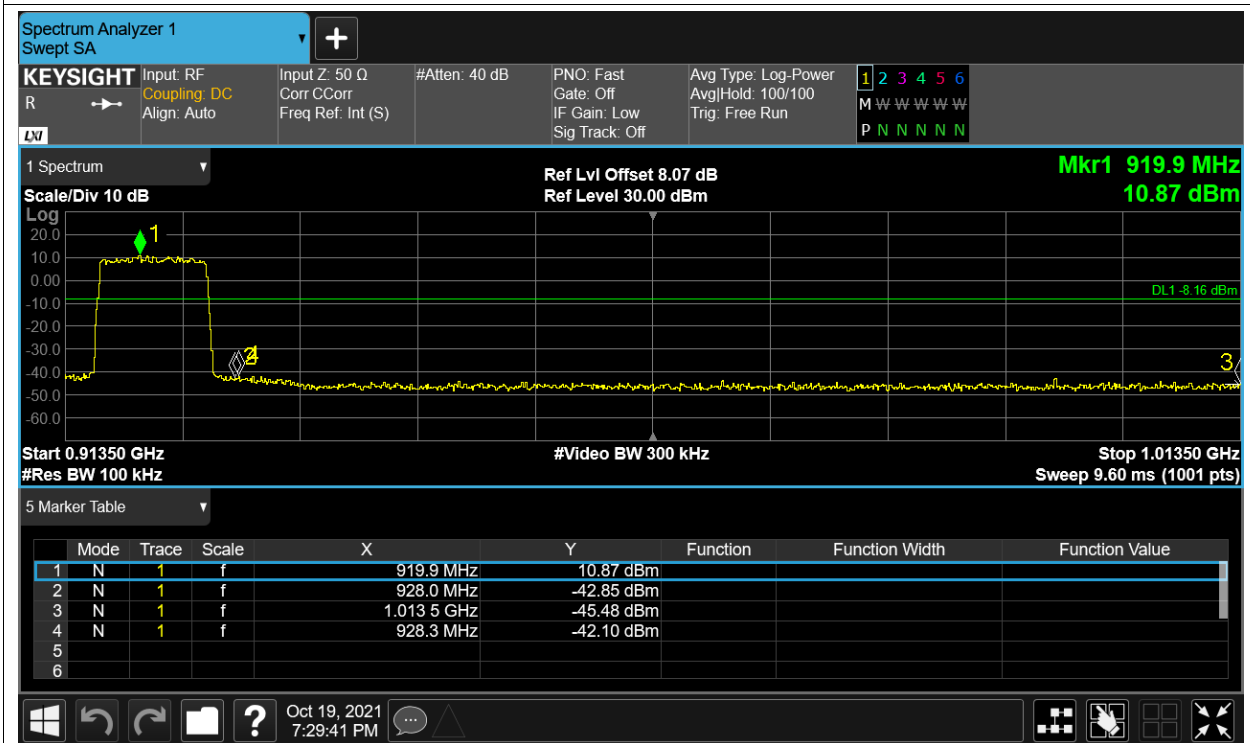 Spectrum Analyzer 1
Swept SA
+
KEYSIGHT Input: RF Input Z: 50 Ω #Atten: 40 dB PNO: Fast Avg Type: Log-Power 1 2 3 4 5 6
R Coupling: DC Corr CCorr Gate: Off Avg|Hold: 100/100 M W W W W W
Align: Auto Freq Ref: Int (S) IF Gain: Low Trig: Free Run
LXI Sig Track: Off P N N N N N
1 Spectrum Ref Lvl Offset 8.07 dB Mkr1 919.9 MHz
Scale/Div 10 dB Ref Level 30.00 dBm 10.87 dBm
Log
20.0 1
10.0
0.00
DL1 -8.16 dBm
-10.0
-20.0
-30.0
3
-40.0
-50.0
-60.0
Start 0.91350 GHz #Video BW 300 kHz Stop 1.01350 GHz
#Res BW 100 kHz Sweep 9.60 ms (1001 pts)
5 Marker Table
Mode Trace Scale X Y Function Function Width Function Value
1 N 1 f 919.9 MHz 10.87 dBm
2 N 1 f 928.0 MHz -42.85 dBm
3 N 1 f 1.013 5 GHz -45.48 dBm
4 N 1 f 928.3 MHz -42.10 dBm
5
6
? Oct 19, 2021
7:29:41 PM